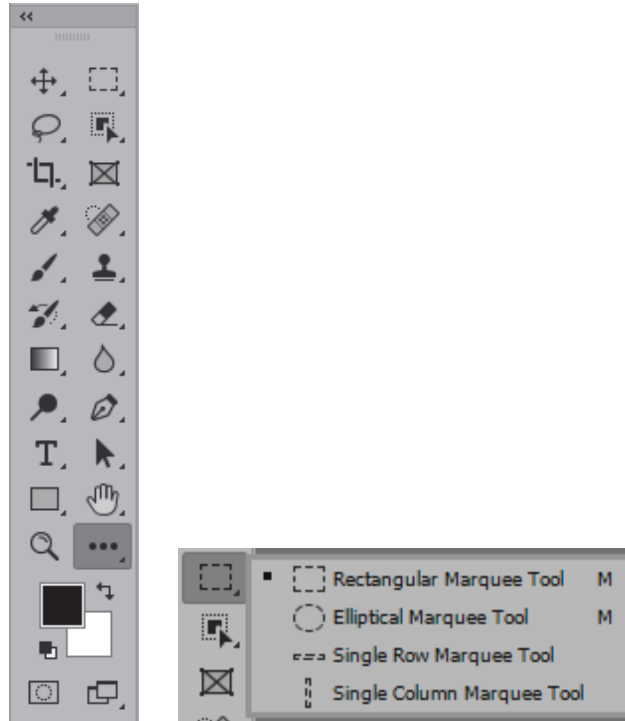 Rectangular Marquee Tool M
Elliptical Marquee Tool M
Single Row Marquee Tool
Single Column Marquee Tool